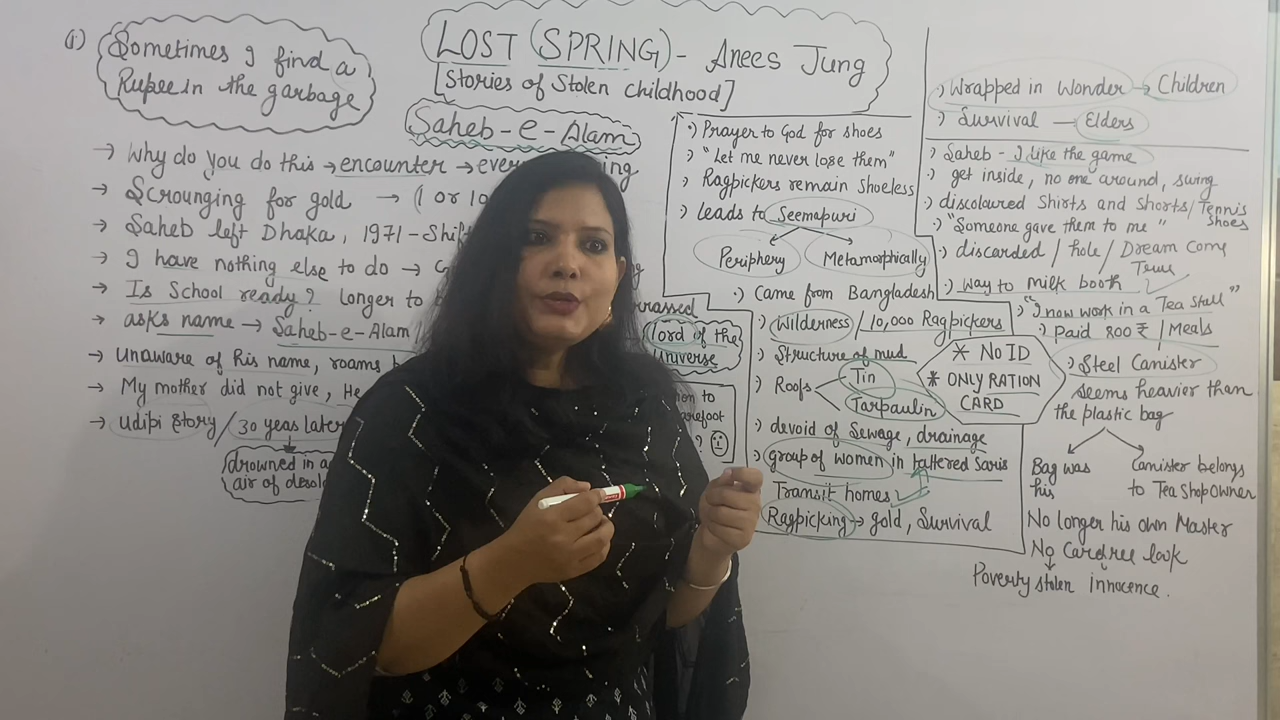 (i) Sometimes I find a
Rupee in the garbage
LOST (SPRING) - Anees Jung
[Stories of Stolen childhood]
Saheb-e-Alam
→ Why do you do this → encounter →
→ Scrounging for gold → (1 or 10
→ Saheb left Dhaka, 1971-
→ I have nothing else to do →
→ Is School ready? longer to
→ asks name → Saheb-e-Alam
lord of the
Universe
→ Unaware of his name, roams
→ My mother did not give, He
→ Udipi Story / 30 year later
drowned in a
air of
·) Prayer to God for shoes
·) "Let me never lose them"
·) Ragpickers remain Shoeless
·) leads to Seemapuri
Periphery Metamorphically
·) Came from Bangladesh
·) Wilderness / 10,000 Ragpickers
·) Structure of mud
·) Roofs Tin
Tarpaulin
* NO ID
* ONLY RATION
CARD
·) devoid of Sewage, drainage
·) group of women in tattered Saris
Transit homes
Ragpicking → gold, Survival
·) Wrapped in Wonder → Children
·) Survival — Elders
·) Saheb - I like the game
·) get inside, no one around, swing
·) discoloured Shirts and Shorts/Tennis
Shoes
·) "Someone gave them to me"
·) discarded / hole / Dream Come
True
·) way to milk booth
·) "I now work in a Tea Stall"
·) paid 800 ₹ / Meals
·) Steel Canister
seems heavier than
the plastic bag
Bag was
his
Canister belongs
to Tea Shop Owner
No longer his own Master
No Carefree look
Poverty stolen innocence.